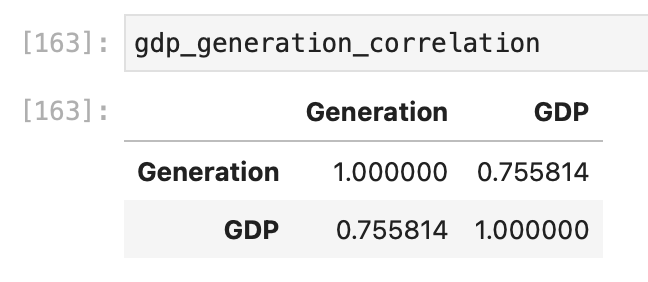 [163]: gdp_generation_correlation
[163]:
Generation GDP
Generation 1.000000 0.755814
GDP 0.755814 1.000000